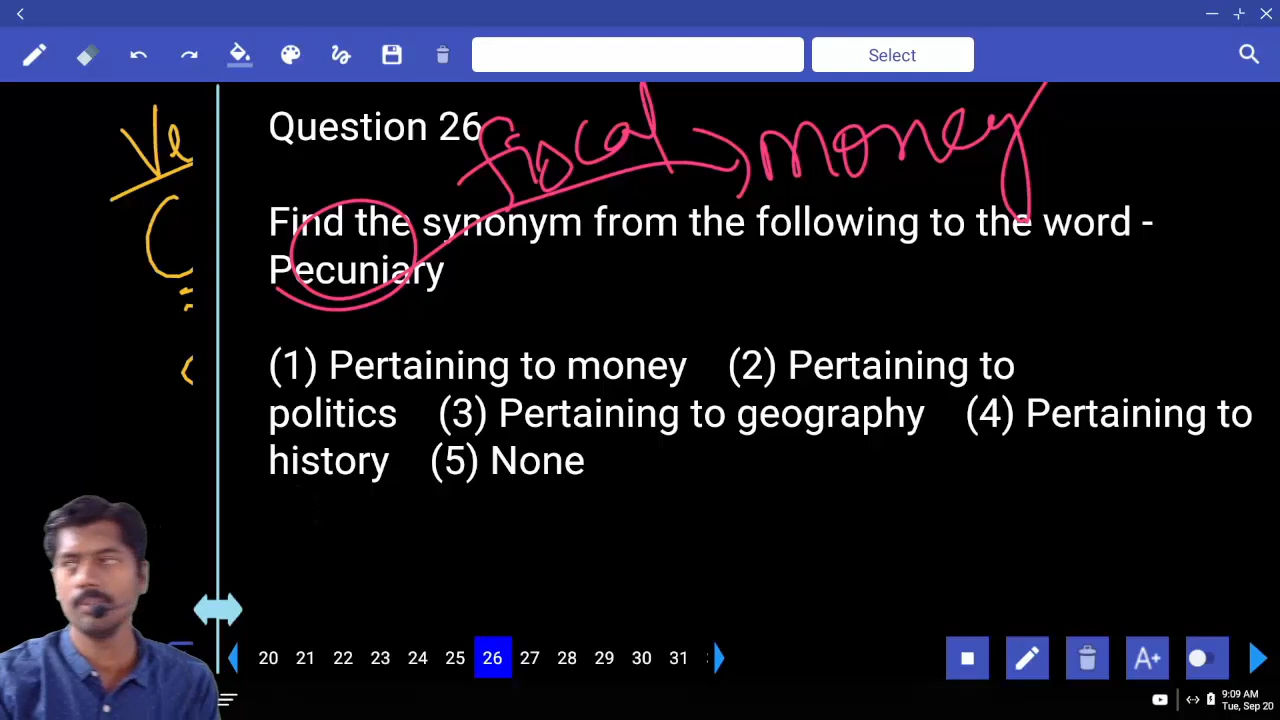 Select
Ve
Question 26
fiscal → money
Find the synonym from the following to the word -
Pecuniary
(1) Pertaining to money (2) Pertaining to
politics (3) Pertaining to geography (4) Pertaining to
history (5) None
20 21 22 23 24 25 26 27 28 29 30 31
A+
9:09 AM
Tue, Sep 20